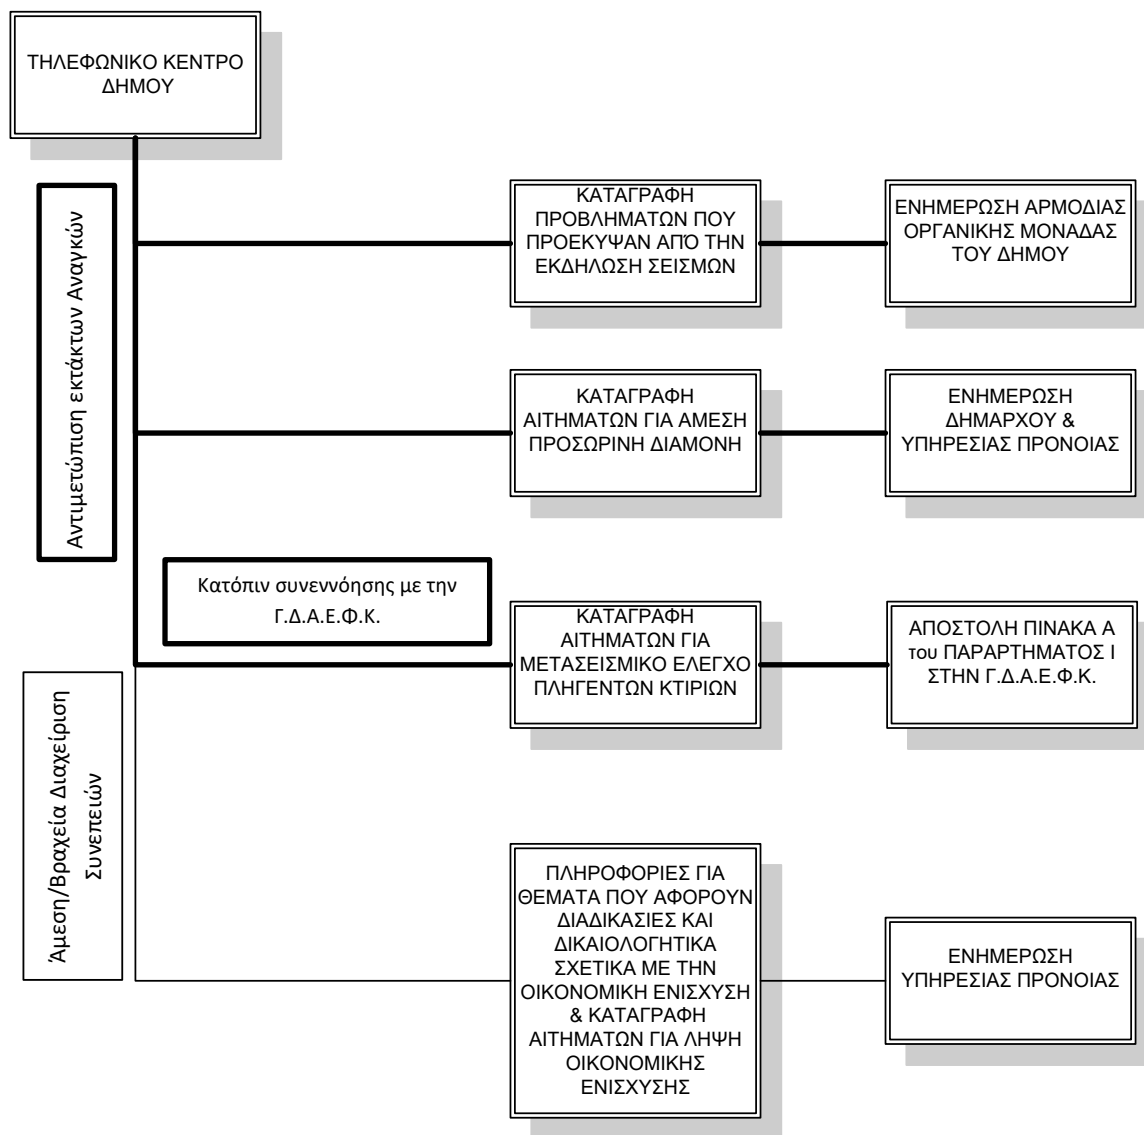 ΤΗΛΕΦΩΝΙΚΟ ΚΕΝΤΡΟ
ΔΗΜΟΥ
Αντιμετώπιση εκτάκτων Αναγκών
ΚΑΤΑΓΡΑΦΗ
ΠΡΟΒΛΗΜΑΤΩΝ ΠΟΥ
ΠΡΟΕΚΥΨΑΝ ΑΠΌ ΤΗΝ
ΕΚΔΗΛΩΣΗ ΣΕΙΣΜΩΝ
ΕΝΗΜΕΡΩΣΗ ΑΡΜΟΔΙΑΣ
ΟΡΓΑΝΙΚΗΣ ΜΟΝΑΔΑΣ
ΤΟΥ ΔΗΜΟΥ
ΚΑΤΑΓΡΑΦΗ
ΑΙΤΗΜΑΤΩΝ ΓΙΑ ΑΜΕΣΗ
ΠΡΟΣΩΡΙΝΗ ΔΙΑΜΟΝΗ
ΕΝΗΜΕΡΩΣΗ
ΔΗΜΑΡΧΟΥ &
ΥΠΗΡΕΣΙΑΣ ΠΡΟΝΟΙΑΣ
Κατόπιν συνεννόησης με την
Γ.Δ.Α.Ε.Φ.Κ.
ΚΑΤΑΓΡΑΦΗ
ΑΙΤΗΜΑΤΩΝ ΓΙΑ
ΜΕΤΑΣΕΙΣΜΙΚΟ ΕΛΕΓΧΟ
ΠΛΗΓΕΝΤΩΝ ΚΤΙΡΙΩΝ
ΑΠΟΣΤΟΛΗ ΠΙΝΑΚΑ Α
του ΠΑΡΑΡΤΗΜΑΤΟΣ Ι
ΣΤΗΝ Γ.Δ.Α.Ε.Φ.Κ.
Άμεση/Βραχεία Διαχείριση
Συνεπειών
ΠΛΗΡΟΦΟΡΙΕΣ ΓΙΑ
ΘΕΜΑΤΑ ΠΟΥ ΑΦΟΡΟΥΝ
ΔΙΑΔΙΚΑΣΙΕΣ ΚΑΙ
ΔΙΚΑΙΟΛΟΓΗΤΙΚΑ
ΣΧΕΤΙΚΑ ΜΕ ΤΗΝ
ΟΙΚΟΝΟΜΙΚΗ ΕΝΙΣΧΥΣΗ
& ΚΑΤΑΓΡΑΦΗ
ΑΙΤΗΜΑΤΩΝ ΓΙΑ ΛΗΨΗ
ΟΙΚΟΝΟΜΙΚΗΣ
ΕΝΙΣΧΥΣΗΣ
ΕΝΗΜΕΡΩΣΗ
ΥΠΗΡΕΣΙΑΣ ΠΡΟΝΟΙΑΣ